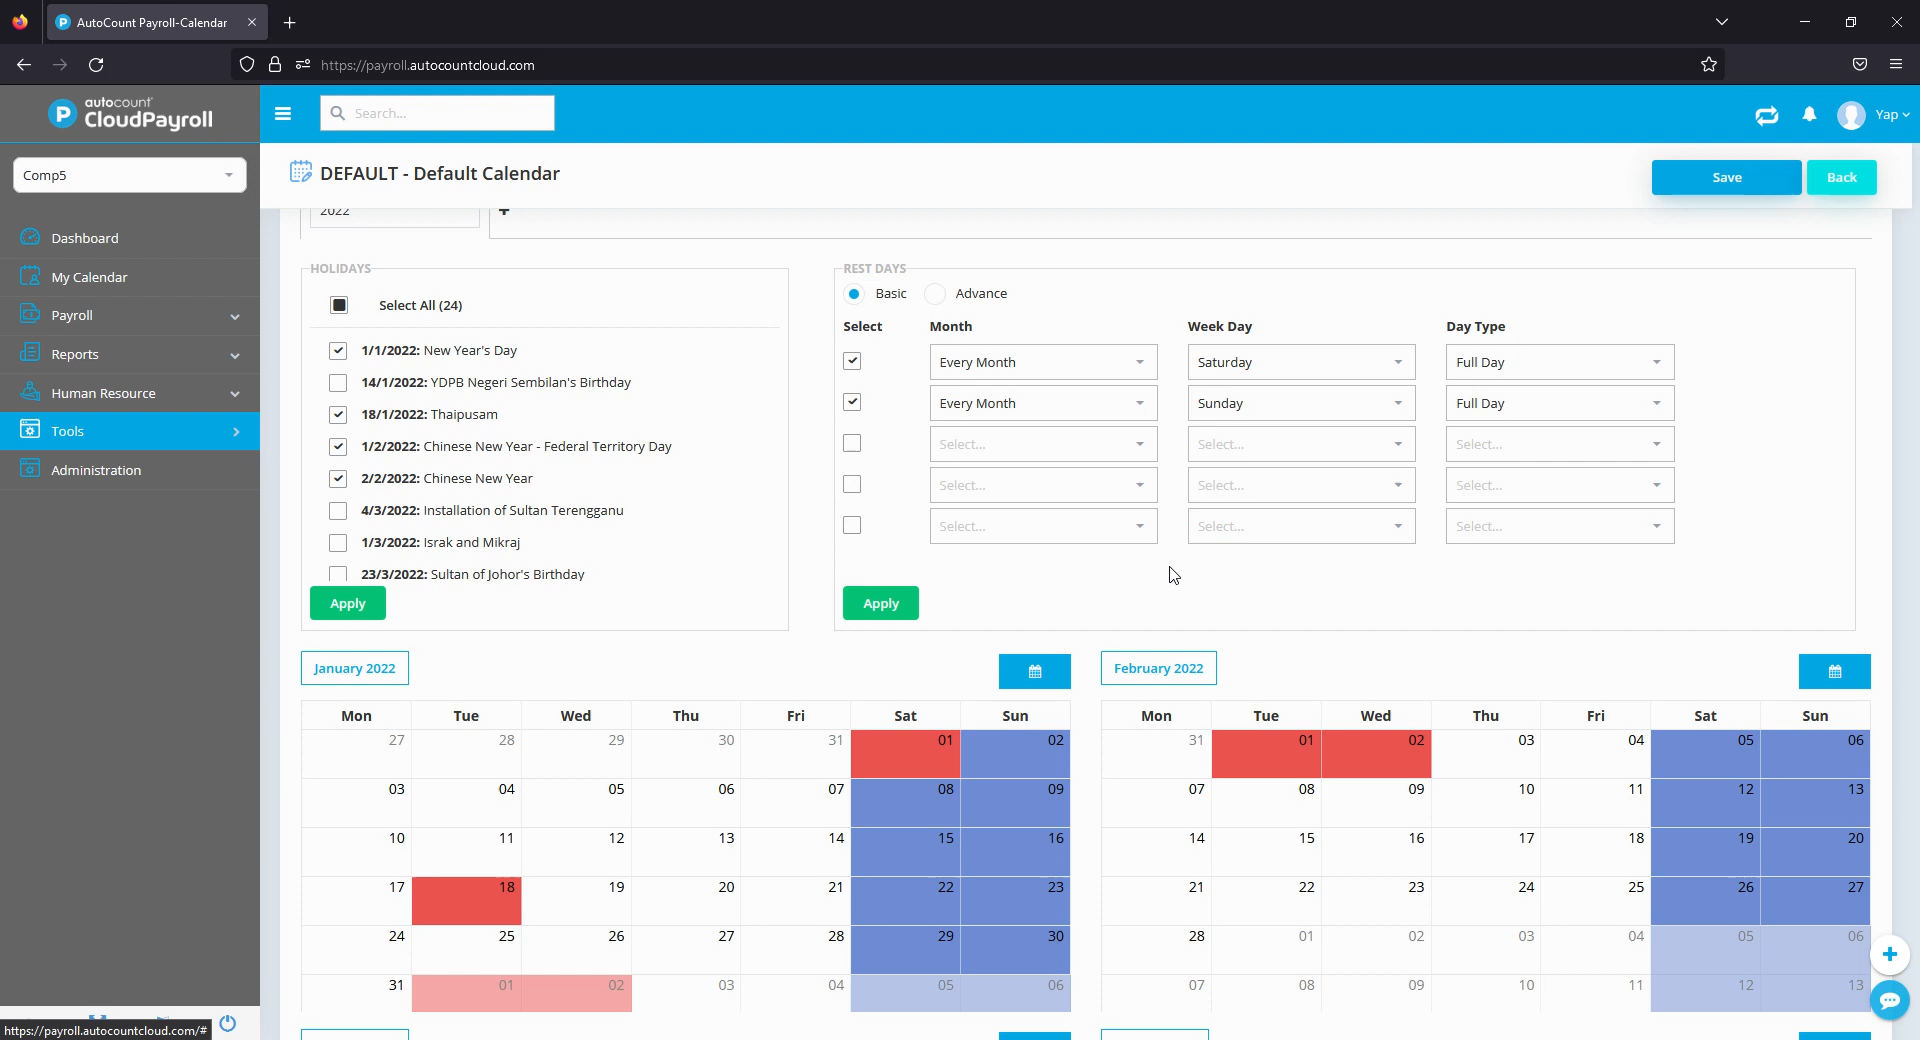 AutoCount Payroll-Calendar
https://payroll.autocountcloud.com
autocount
CloudPayroll
Search...
Yap
Comp5
DEFAULT - Default Calendar
Save
Back
2022
Dashboard
My Calendar
Payroll
Reports
Human Resource
Tools
Administration
HOLIDAYS
Select All (24)
1/1/2022: New Year's Day
14/1/2022: YDPB Negeri Sembilan's Birthday
18/1/2022: Thaipusam
1/2/2022: Chinese New Year - Federal Territory Day
2/2/2022: Chinese New Year
4/3/2022: Installation of Sultan Terengganu
1/3/2022: Israk and Mikraj
23/3/2022: Sultan of Johor's Birthday
Apply
REST DAYS
Basic Advance
Select Month Week Day Day Type
Every Month Saturday Full Day
Every Month Sunday Full Day
Select... Select... Select...
Select... Select... Select...
Select... Select... Select...
Apply
January 2022
Mon Tue Wed Thu Fri Sat Sun
27 28 29 30 31 01 02
03 04 05 06 07 08 09
10 11 12 13 14 15 16
17 18 19 20 21 22 23
24 25 26 27 28 29 30
31 01 02 03 04 05 06
February 2022
Mon Tue Wed Thu Fri Sat Sun
31 01 02 03 04 05 06
07 08 09 10 11 12 13
14 15 16 17 18 19 20
21 22 23 24 25 26 27
28 01 02 03 04 05 06
07 08 09 10 11 12 13
https://payroll.autocountcloud.com/#